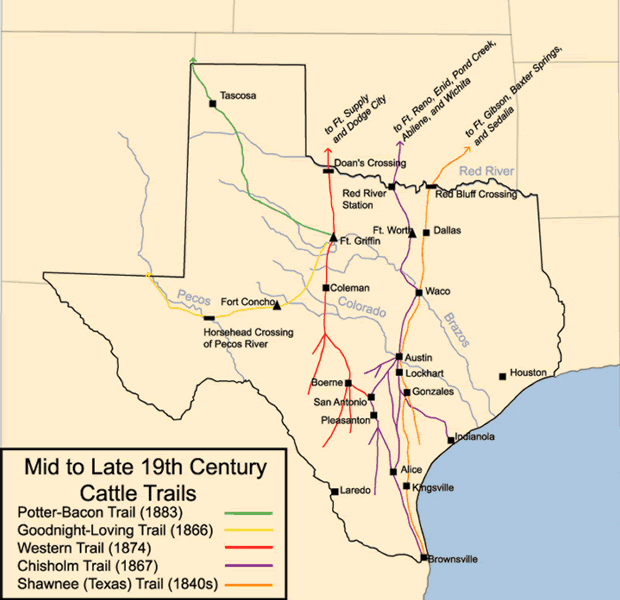 to Ft. Supply
and Dodge City
to Ft. Reno, Enid, Pond Creek,
Abilene, and Wichita
to Ft. Gibson, Baxter Springs,
and Sedalia
Tascosa
Doan's Crossing
Red River
Red River
Station
Red Bluff Crossing
Ft. Griffin
Ft. Worth
Dallas
Coleman
Waco
Pecos
Fort Concho
Colorado
Brazos
Horsehead Crossing
of Pecos River
Austin
Lockhart
Houston
Boerne
Gonzales
San Antonio
Pleasanton
Indianola
Alice
Laredo
Kingsville
Brownsville
Mid to Late 19th Century
Cattle Trails
Potter-Bacon Trail (1883)
Goodnight-Loving Trail (1866)
Western Trail (1874)
Chisholm Trail (1867)
Shawnee (Texas) Trail (1840s)